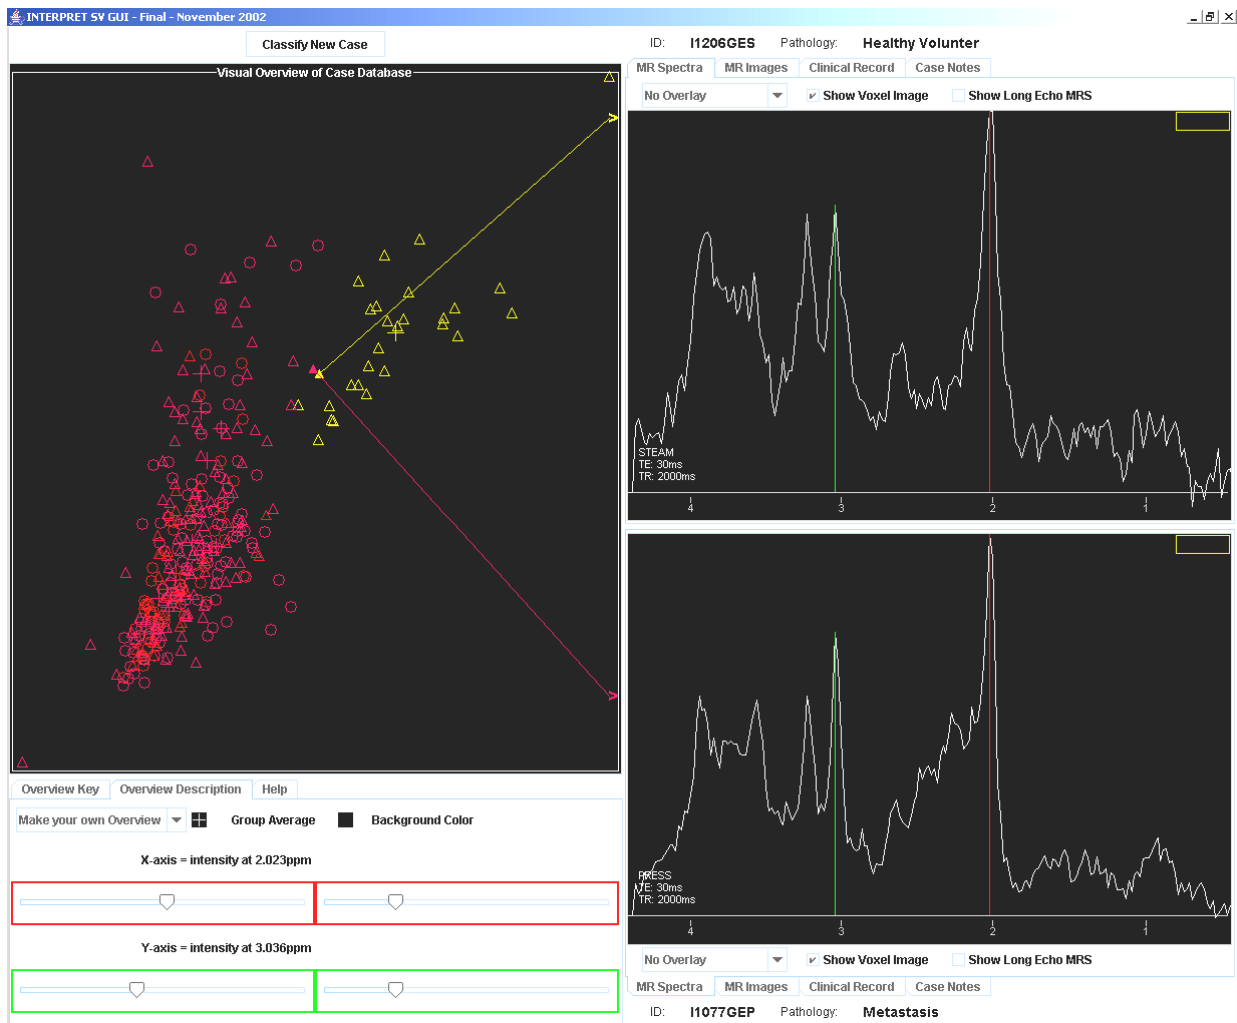 INTERPRET SV GUI - Final - November 2002
Classify New Case
ID: I1206GES Pathology: Healthy Volunter
Visual Overview of Case Database
MR Spectra MR Images Clinical Record Case Notes
No Overlay Show Voxel Image Show Long Echo MRS
STEAM
TE: 30ms
TR: 2000ms
4 3 2 1
PRESS
TE: 30ms
TR: 2000ms
4 3 2 1
No Overlay Show Voxel Image Show Long Echo MRS
MR Spectra MR Images Clinical Record Case Notes
ID: I1077GEP Pathology: Metastasis
Overview Key Overview Description Help
Make your own Overview Group Average Background Color
X-axis = intensity at 2.023ppm
Y-axis = intensity at 3.036ppm